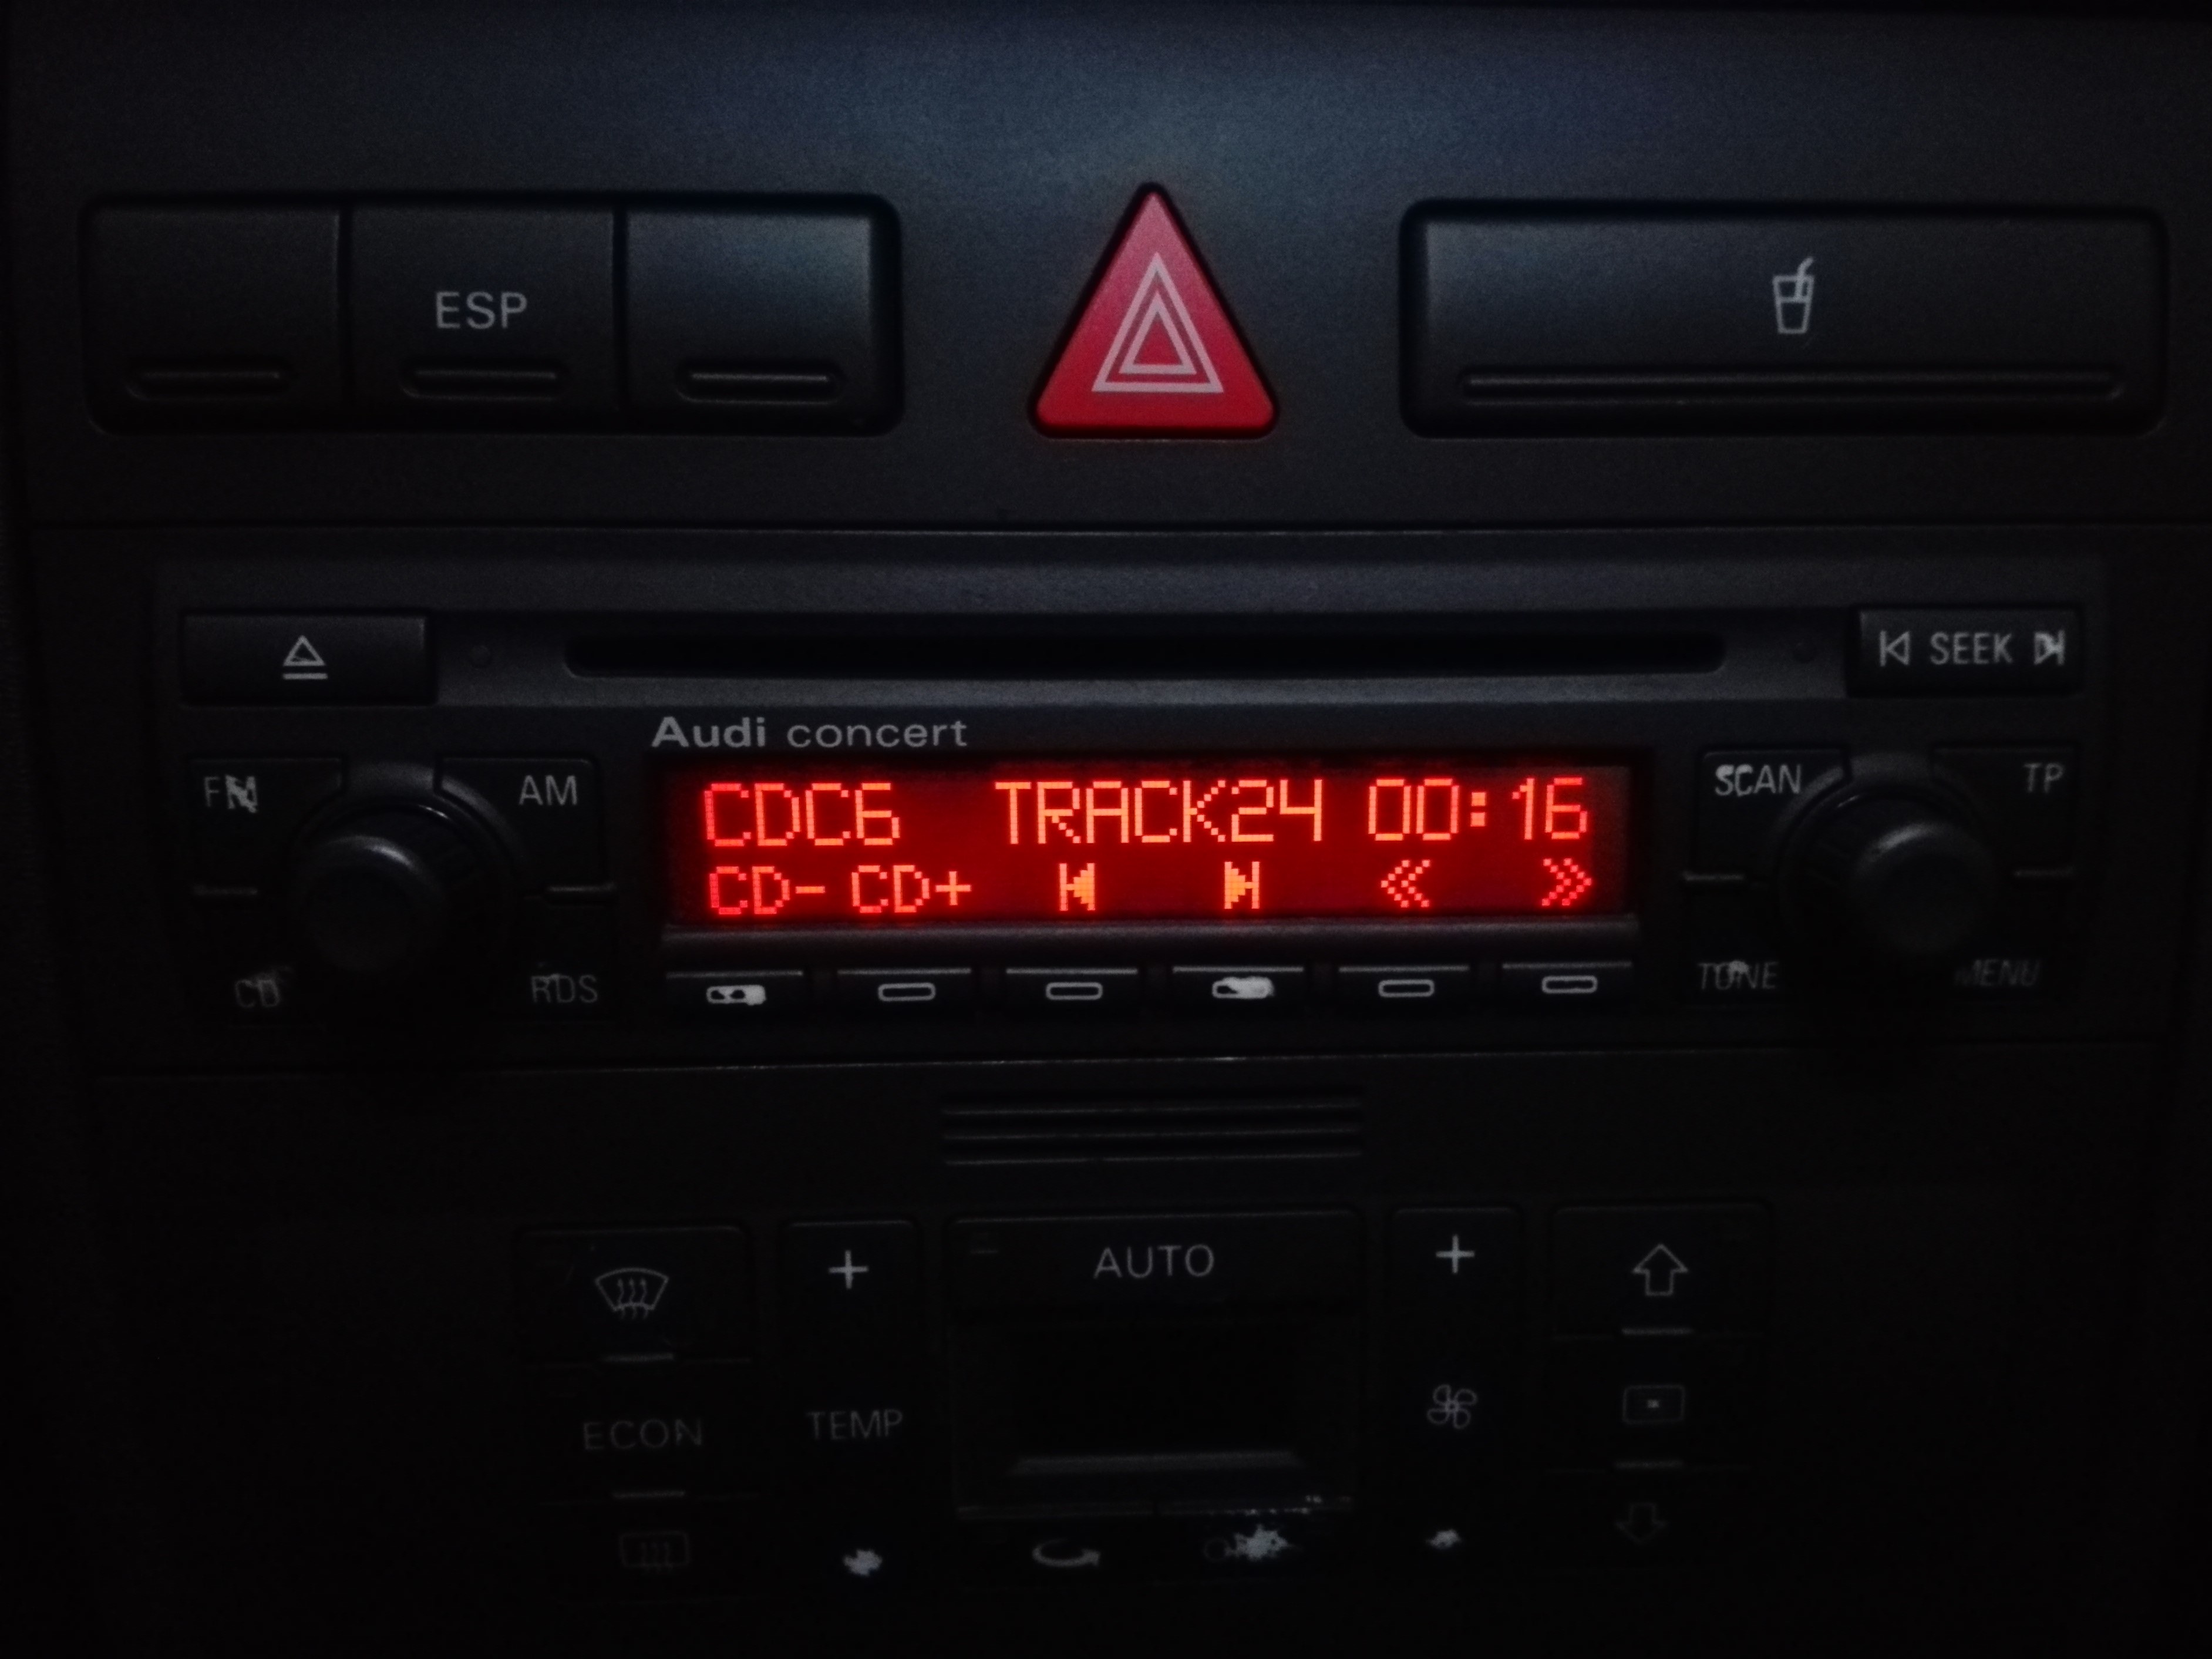 ESP
SEEK
Audi concert
FM AM
SCAN TP
CDC6 TRACK24 00:16
CD- CD+
CD RDS
TONE MENU
AUTO
+ +
ECON TEMP